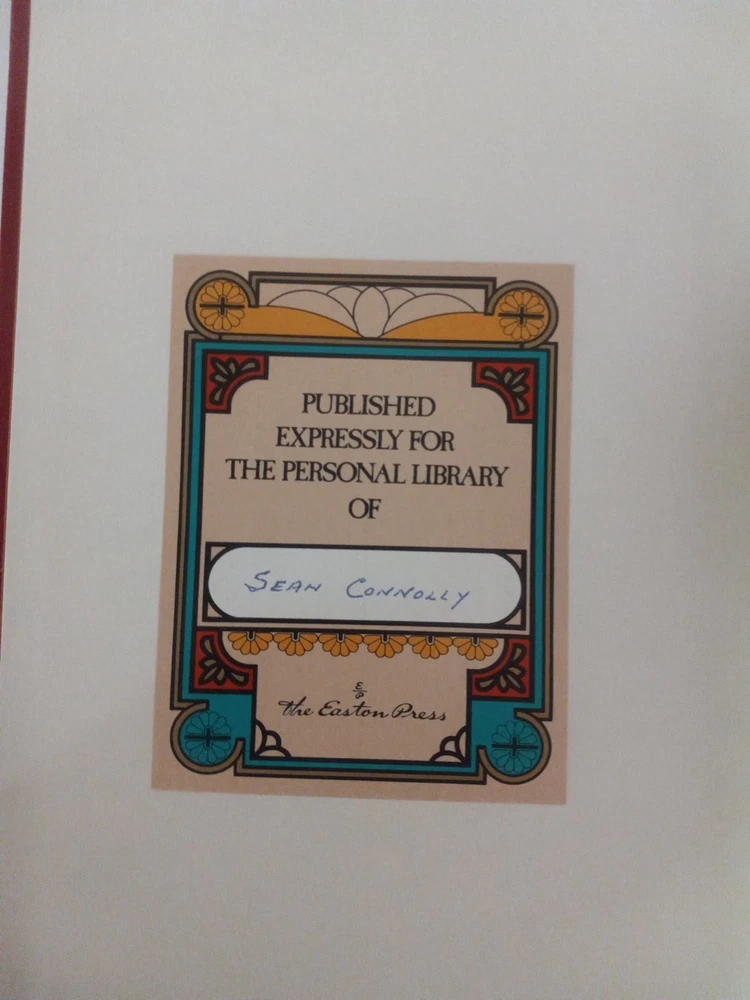 PUBLISHED
EXPRESSLY FOR
THE PERSONAL LIBRARY
OF
SEAN CONNOLLY
E/P
the Easton Press